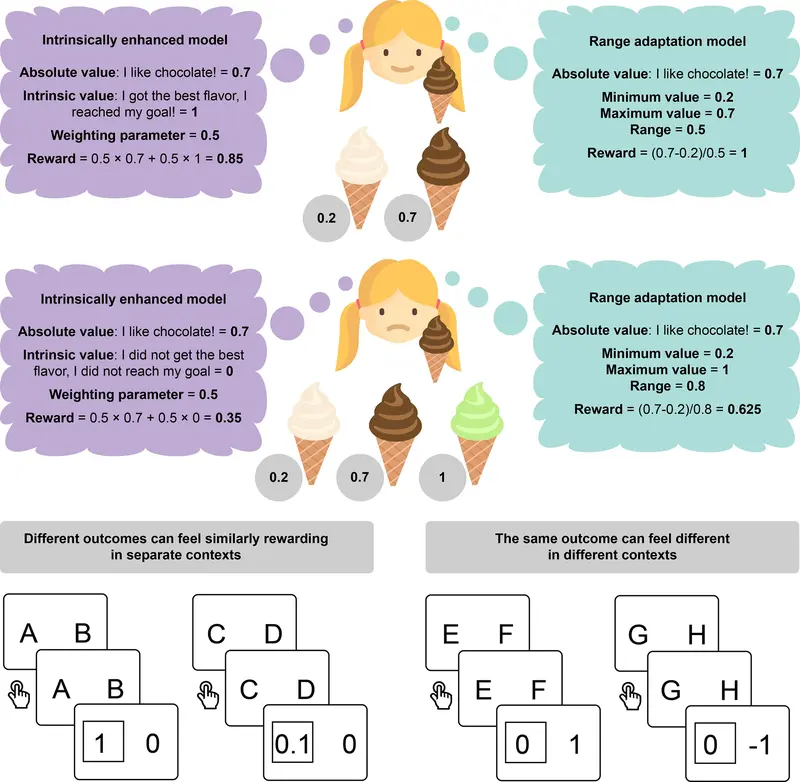 Intrinsically enhanced model
Absolute value: I like chocolate! = 0.7
Intrinsic value: I got the best flavor, I
reached my goal! = 1
Weighting parameter = 0.5
Reward = 0.5 × 0.7 + 0.5 × 1 = 0.85
Range adaptation model
Absolute value: I like chocolate! = 0.7
Minimum value = 0.2
Maximum value = 0.7
Range = 0.5
Reward = (0.7-0.2)/0.5 = 1
0.2
0.7
Intrinsically enhanced model
Absolute value: I like chocolate! = 0.7
Intrinsic value: I did not get the best
flavor, I did not reach my goal = 0
Weighting parameter = 0.5
Reward = 0.5 × 0.7 + 0.5 × 0 = 0.35
Range adaptation model
Absolute value: I like chocolate! = 0.7
Minimum value = 0.2
Maximum value = 1
Range = 0.8
Reward = (0.7-0.2)/0.8 = 0.625
0.2
0.7
1
Different outcomes can feel similarly rewarding
in separate contexts
The same outcome can feel different
in different contexts
A B
A B
1 0
C D
C D
0.1 0
E F
E F
0 1
G H
G H
0 -1